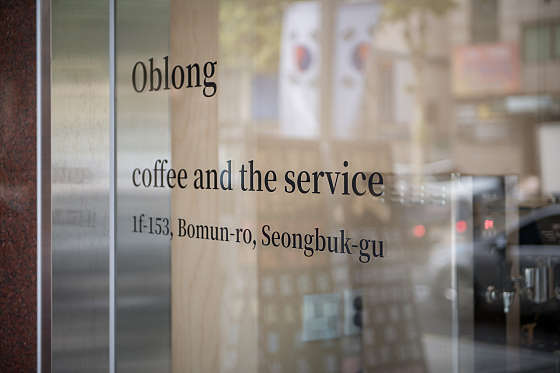 Oblong
coffee and the service
1f-153, Bomun-ro, Seongbuk-gu